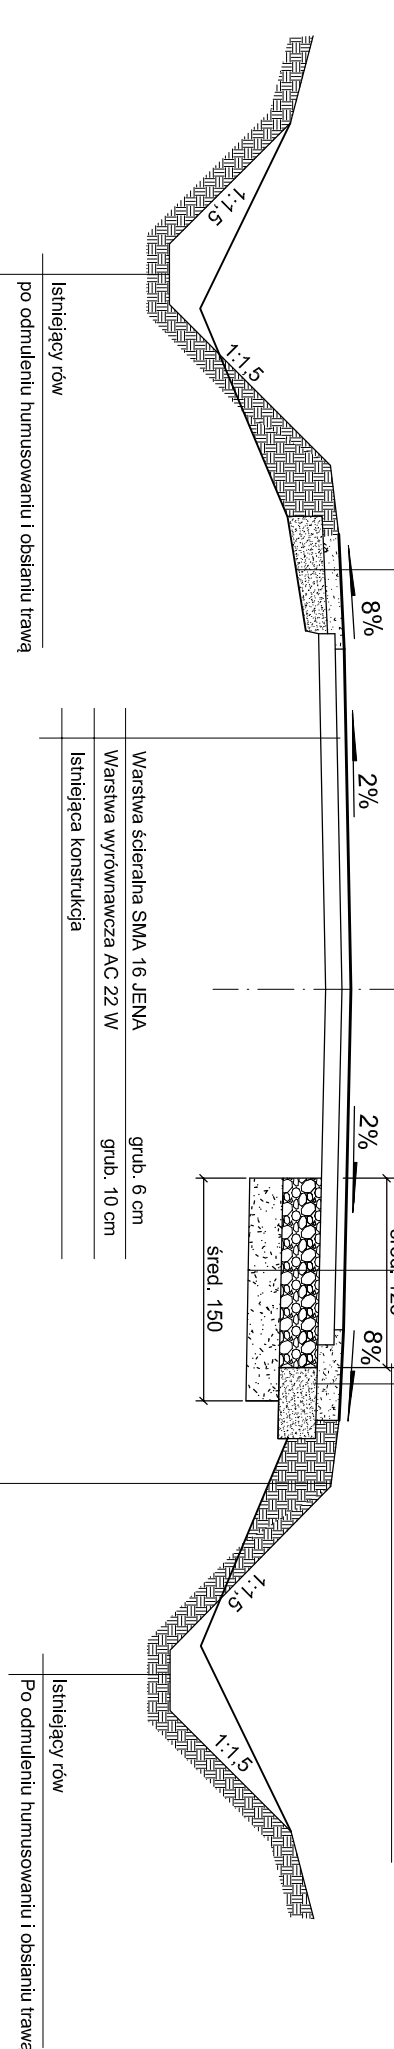 1:1,5
1:1,5
8%
2%
2%
8%
1:1,5
1:1,5
śred. 150
Istniejący rów
po odmuleniu humusowaniu i obsianiu trawą
Warstwa ścieralna SMA 16 JENA grub. 6 cm
Warstwa wyrównawcza AC 22 W grub. 10 cm
Istniejąca konstrukcja
Istniejący rów
Po odmuleniu humusowaniu i obsianiu trawą